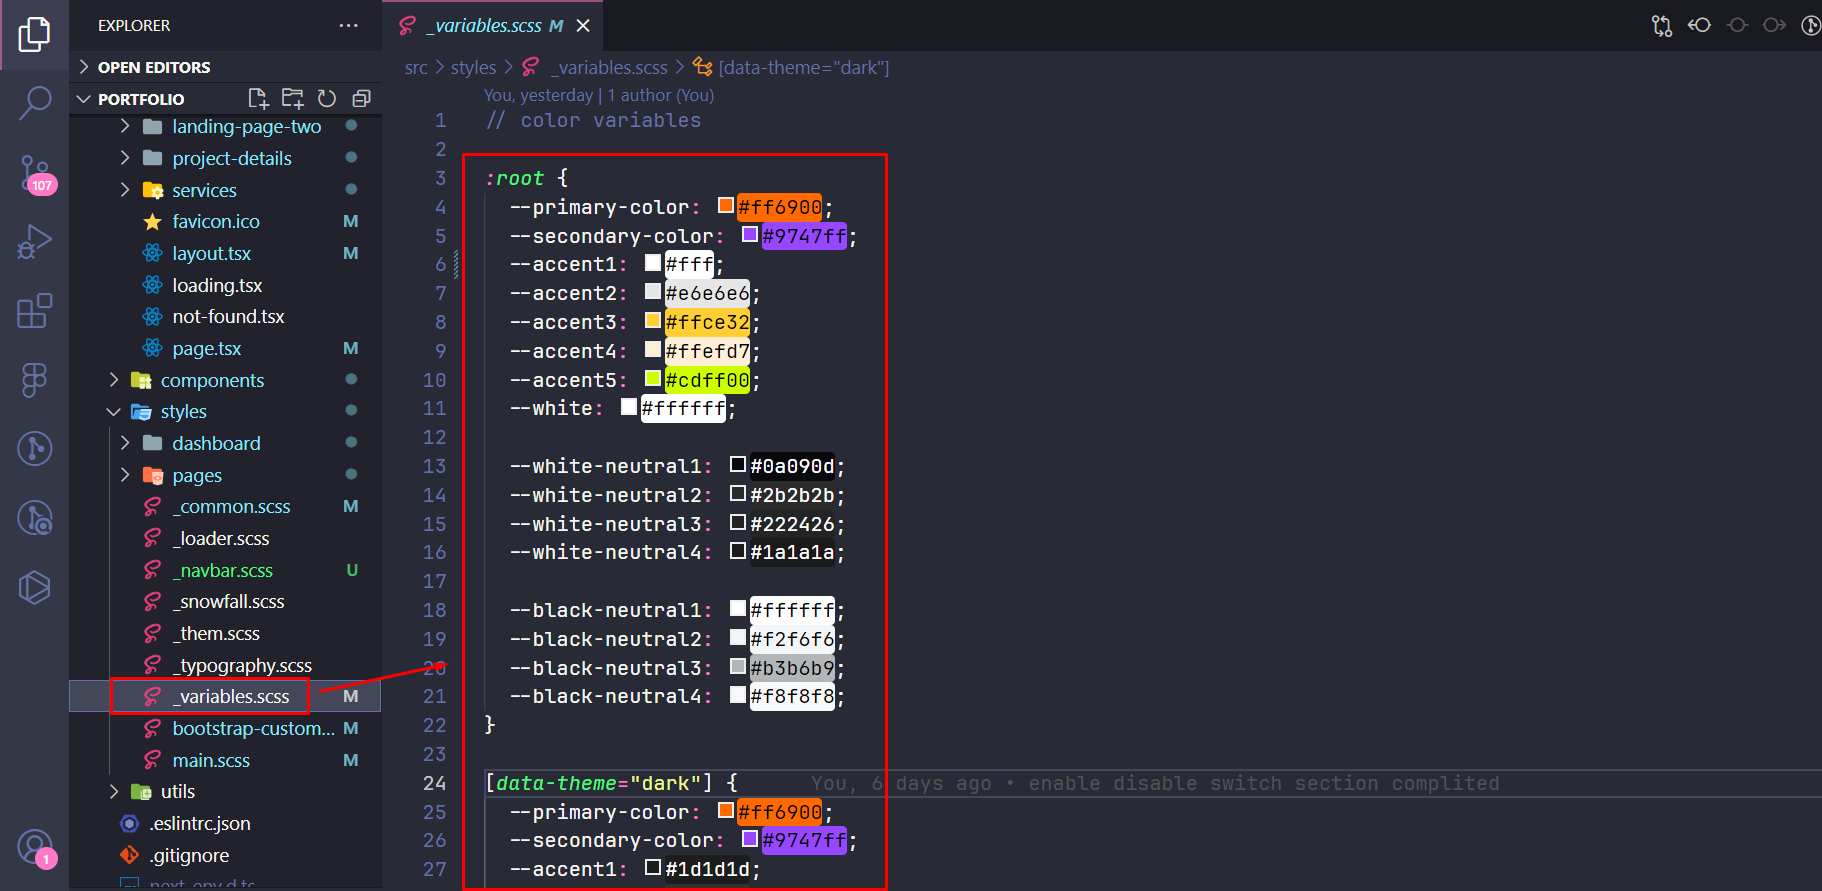 EXPLORER
OPEN EDITORS
PORTFOLIO
landing-page-two
project-details
services
favicon.ico M
layout.tsx M
loading.tsx
not-found.tsx
page.tsx M
components
styles
dashboard
pages
_common.scss M
_loader.scss
_navbar.scss U
_snowfall.scss
_them.scss
_typography.scss
_variables.scss M
bootstrap-custom... M
main.scss M
utils
.eslintrc.json
.gitignore
next-env.d.ts
107
1
_variables.scss M
src > styles > _variables.scss > [data-theme="dark"]
You, yesterday | 1 author (You)
1 // color variables
2
3 :root {
4 --primary-color: #ff6900;
5 --secondary-color: #9747ff;
6 --accent1: #fff;
7 --accent2: #e6e6e6;
8 --accent3: #ffce32;
9 --accent4: #ffefd7;
10 --accent5: #cdff00;
11 --white: #ffffff;
12
13 --white-neutral1: #0a090d;
14 --white-neutral2: #2b2b2b;
15 --white-neutral3: #222426;
16 --white-neutral4: #1a1a1a;
17
18 --black-neutral1: #ffffff;
19 --black-neutral2: #f2f6f6;
20 --black-neutral3: #b3b6b9;
21 --black-neutral4: #f8f8f8;
22 }
23
24 [data-theme="dark"] { You, 6 days ago • enable disable switch section complited
25 --primary-color: #ff6900;
26 --secondary-color: #9747ff;
27 --accent1: #1d1d1d;